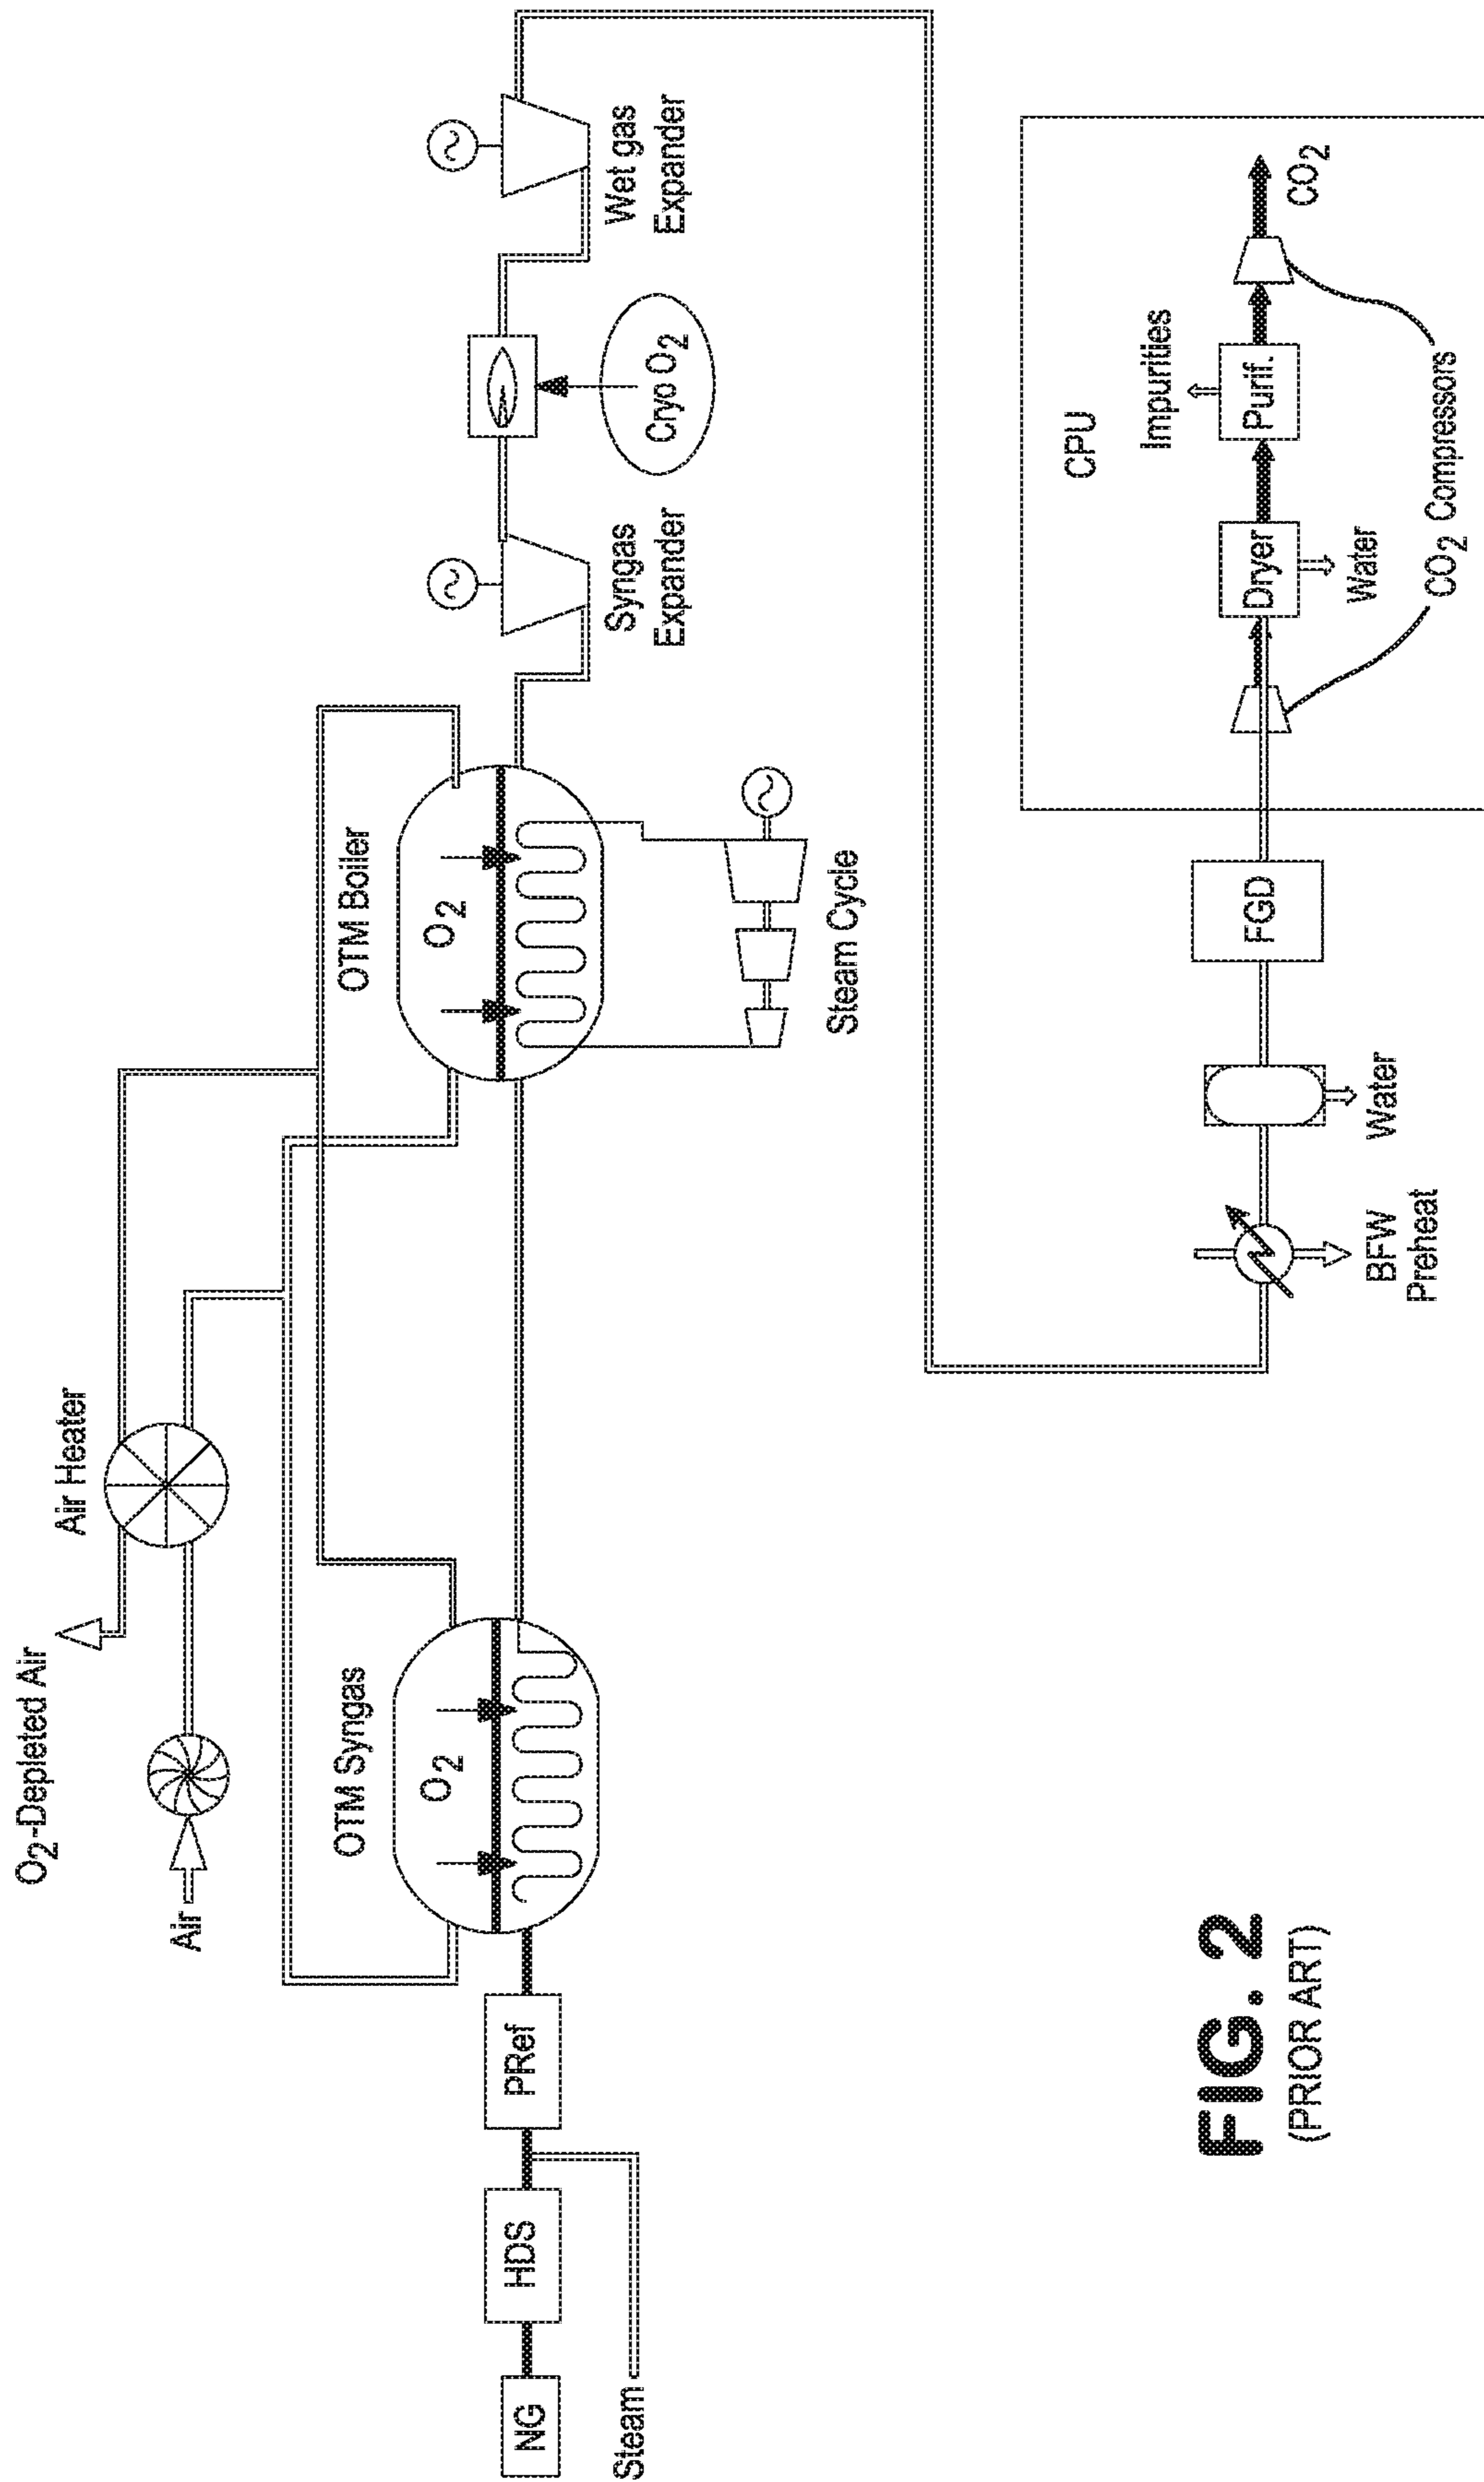 O2-Depleted Air
Air Heater
Air
OTM Syngas
O2
OTM Boiler
O2
NG
HDS
PRef
Steam
Steam Cycle
Syngas
Expander
Cryo O2
Wet gas
Expander
BFW
Preheat
Water
FGD
CPU
Dryer
Water
Impurities
Purif.
CO2
CO2 Compressors
FIG. 2
(PRIOR ART)